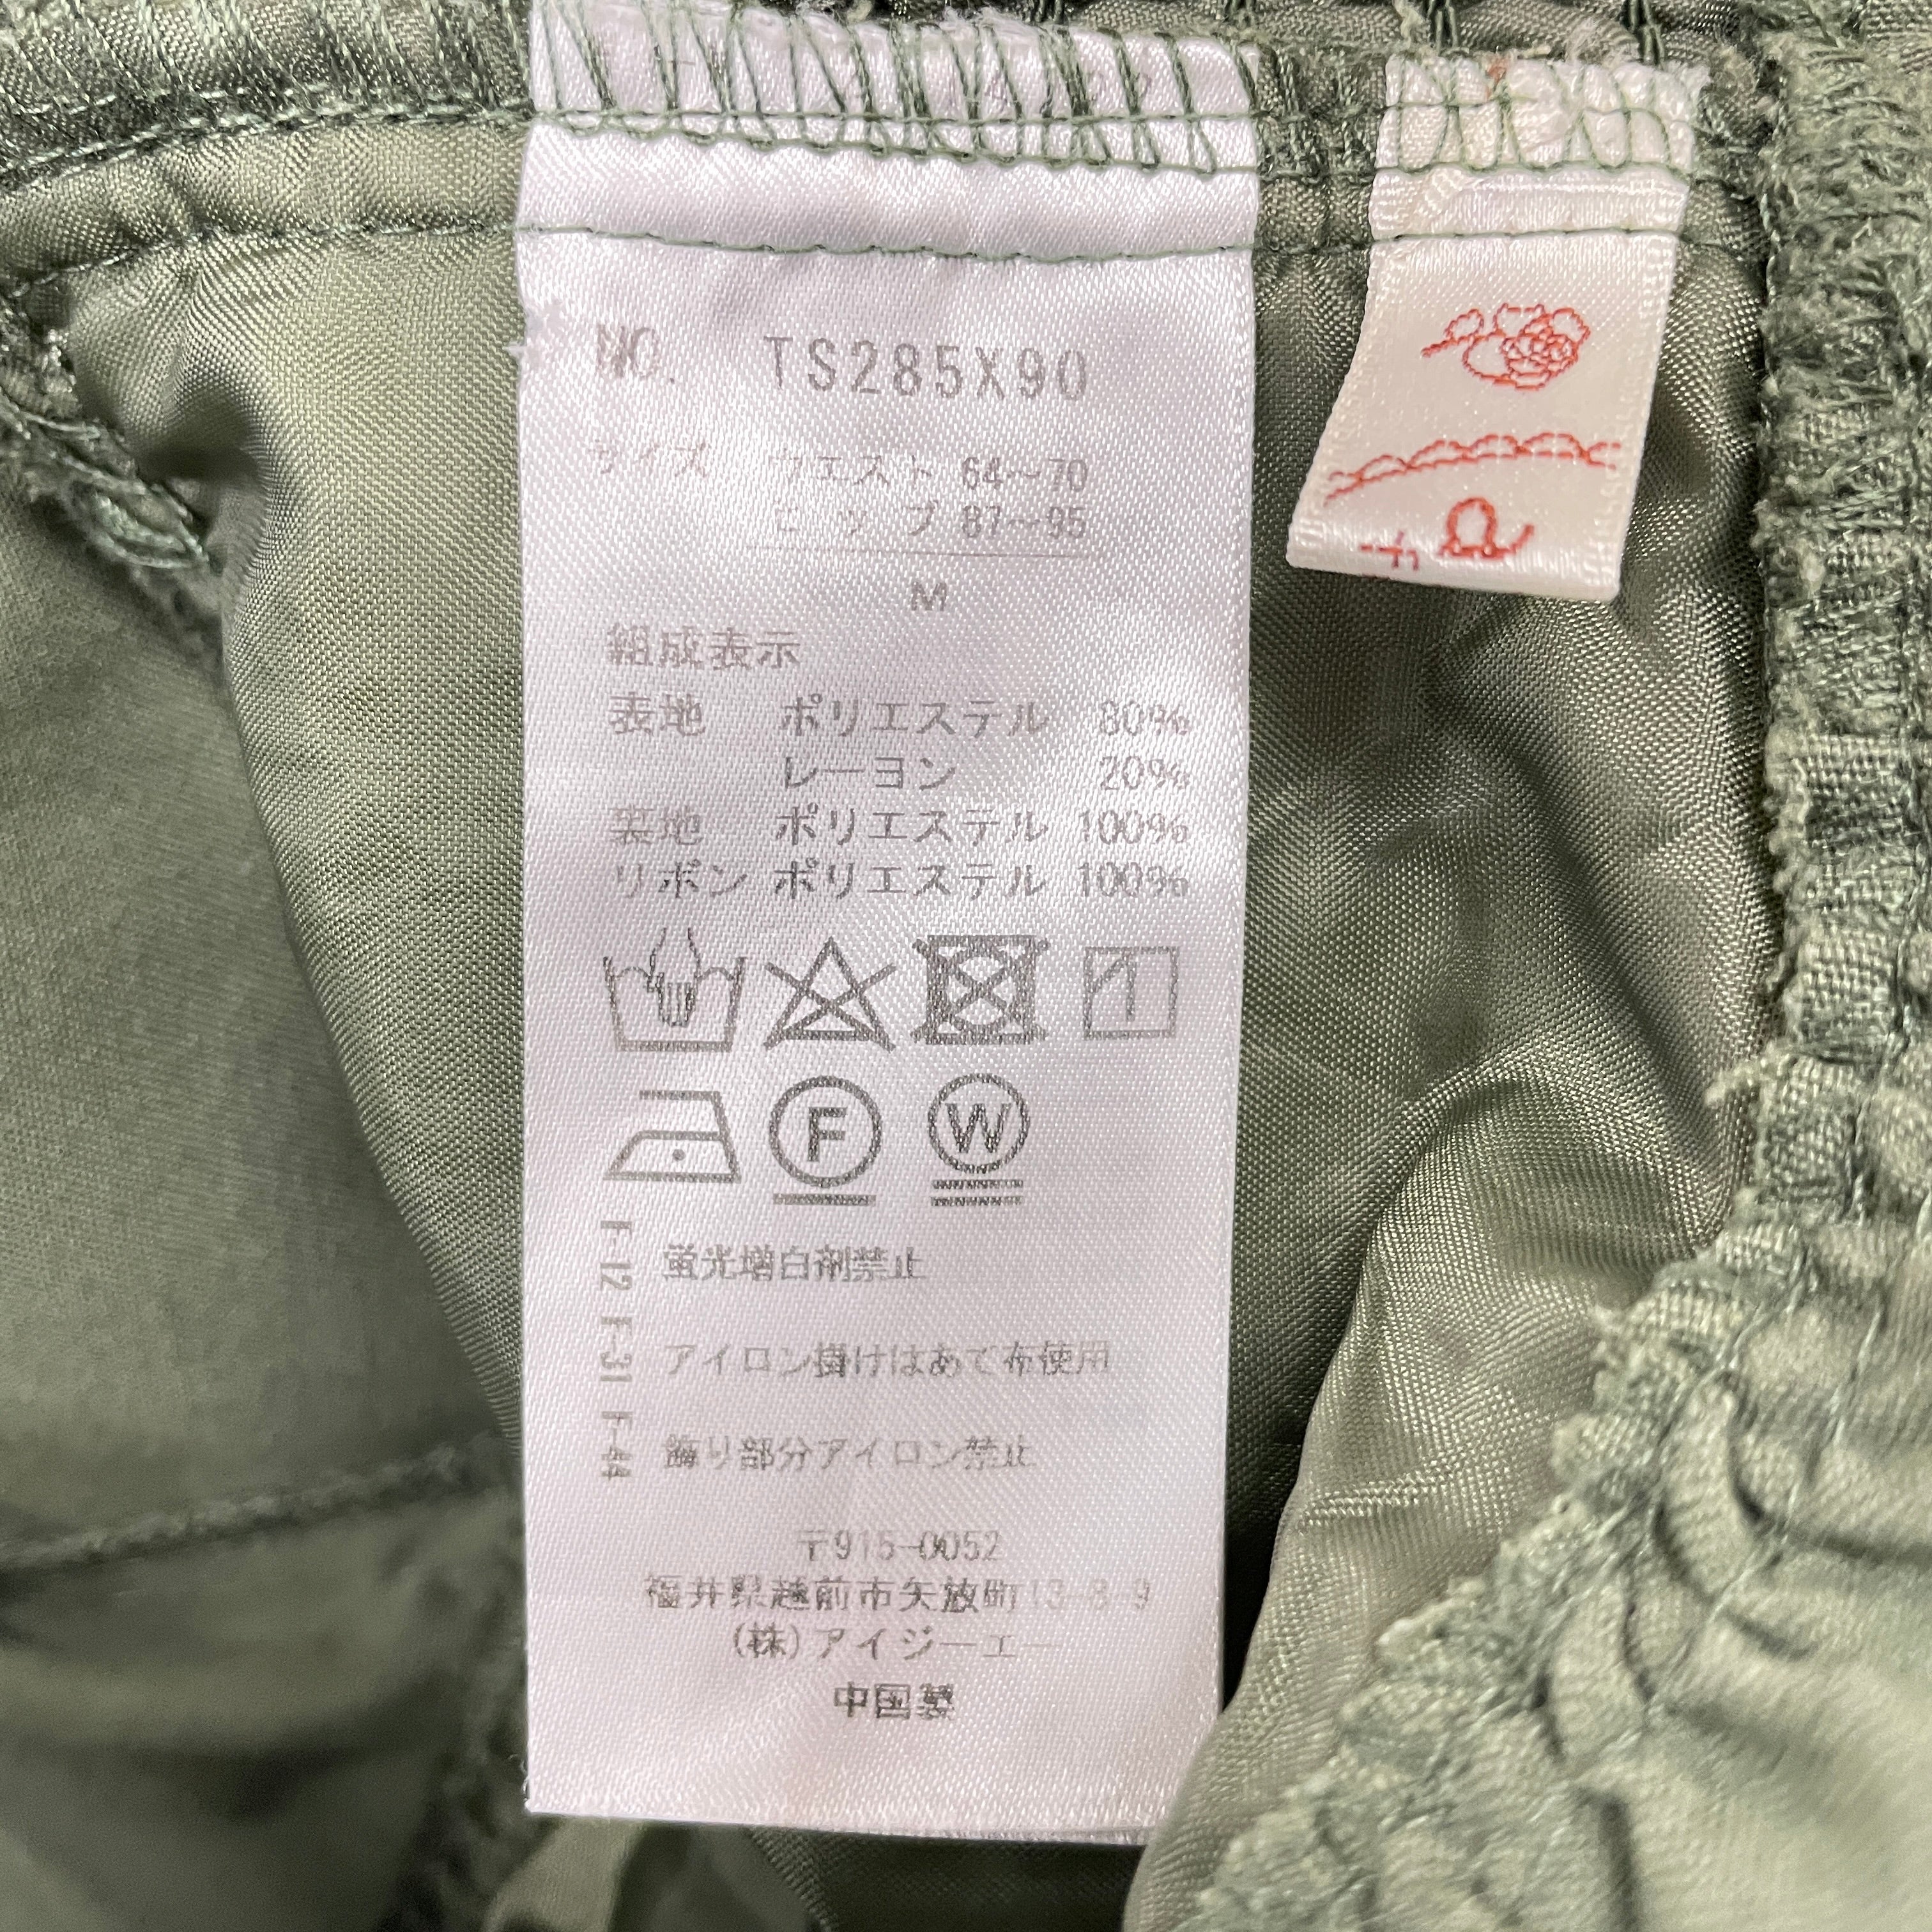 NO. TS285X90
サイズ ウエスト 64～70
ヒップ 87～95
M
組成表示
表地 ポリエステル 80%
レーヨン 20%
裏地 ポリエステル 100%
リボン ポリエステル 100%
F
W
F-12 F-31 F-44
蛍光増白剤禁止
アイロン掛けはあて布使用
飾り部分アイロン禁止
〒915-0052
福井県越前市矢放町13-8-9
(株)アイジーエー
中国製